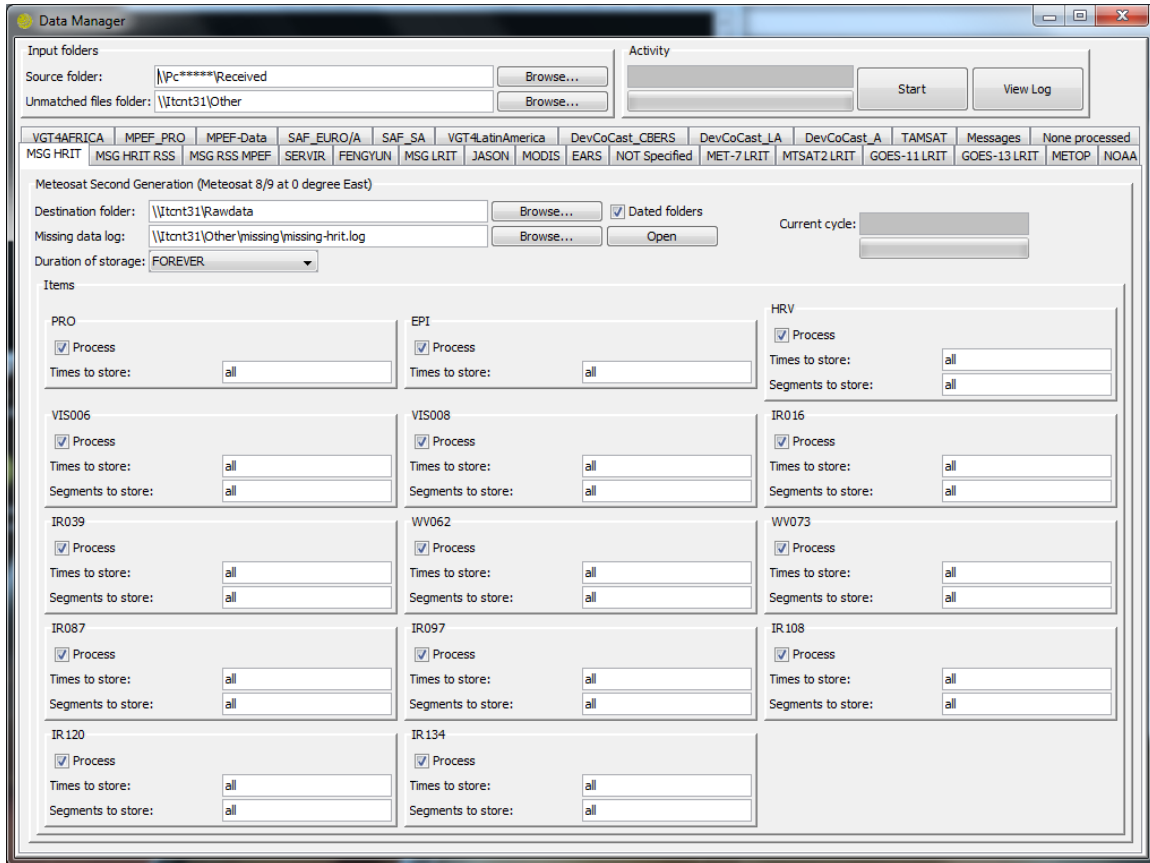 Data Manager
Input folders
Activity
Source folder: \\Pc*****\Received Browse...
Start View Log
Unmatched files folder: \\Itcnt31\Other Browse...
VGT4AFRICA MPEF_PRO MPEF-Data SAF_EURO/A SAF_SA VGT4LatinAmerica DevCoCast_CBERS DevCoCast_LA DevCoCast_A TAMSAT Messages None processed
MSG HRIT MSG HRIT RSS MSG RSS MPEF SERVIR FENGYUN MSG LRIT JASON MODIS EARS NOT Specified MET-7 LRIT MTSAT2 LRIT GOES-11 LRIT GOES-13 LRIT METOP NOAA
Meteosat Second Generation (Meteosat 8/9 at 0 degree East)
Destination folder: \\Itcnt31\Rawdata Browse... Dated folders
Current cycle:
Missing data log: \\Itcnt31\Other\missing\missing-hrit.log Browse... Open
Duration of storage: FOREVER
Items
PRO EPI HRV
Process Process Process
Times to store: all Times to store: all Times to store: all
Segments to store: all
VIS006 VIS008 IR016
Process Process Process
Times to store: all Times to store: all Times to store: all
Segments to store: all Segments to store: all Segments to store: all
IR039 WV062 WV073
Process Process Process
Times to store: all Times to store: all Times to store: all
Segments to store: all Segments to store: all Segments to store: all
IR087 IR097 IR108
Process Process Process
Times to store: all Times to store: all Times to store: all
Segments to store: all Segments to store: all Segments to store: all
IR120 IR134
Process Process
Times to store: all Times to store: all
Segments to store: all Segments to store: all